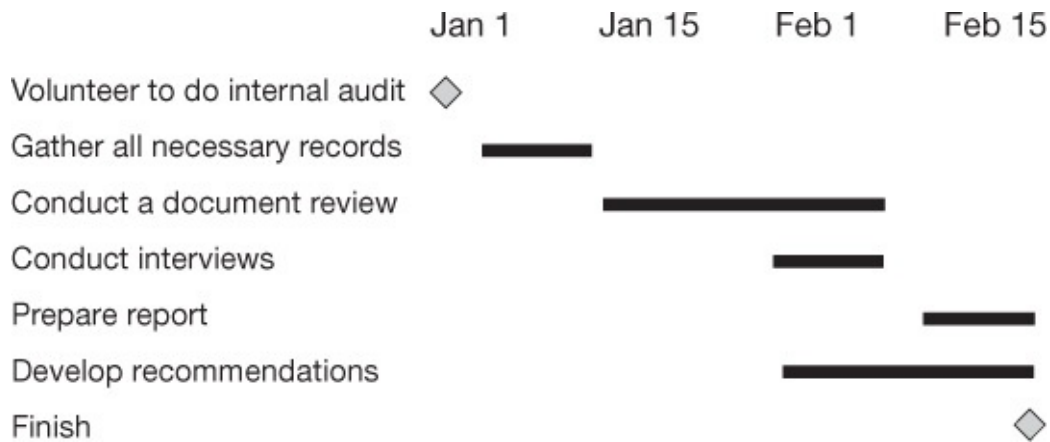 Jan 1 Jan 15 Feb 1 Feb 15
Volunteer to do internal audit
Gather all necessary records
Conduct a document review
Conduct interviews
Prepare report
Develop recommendations
Finish